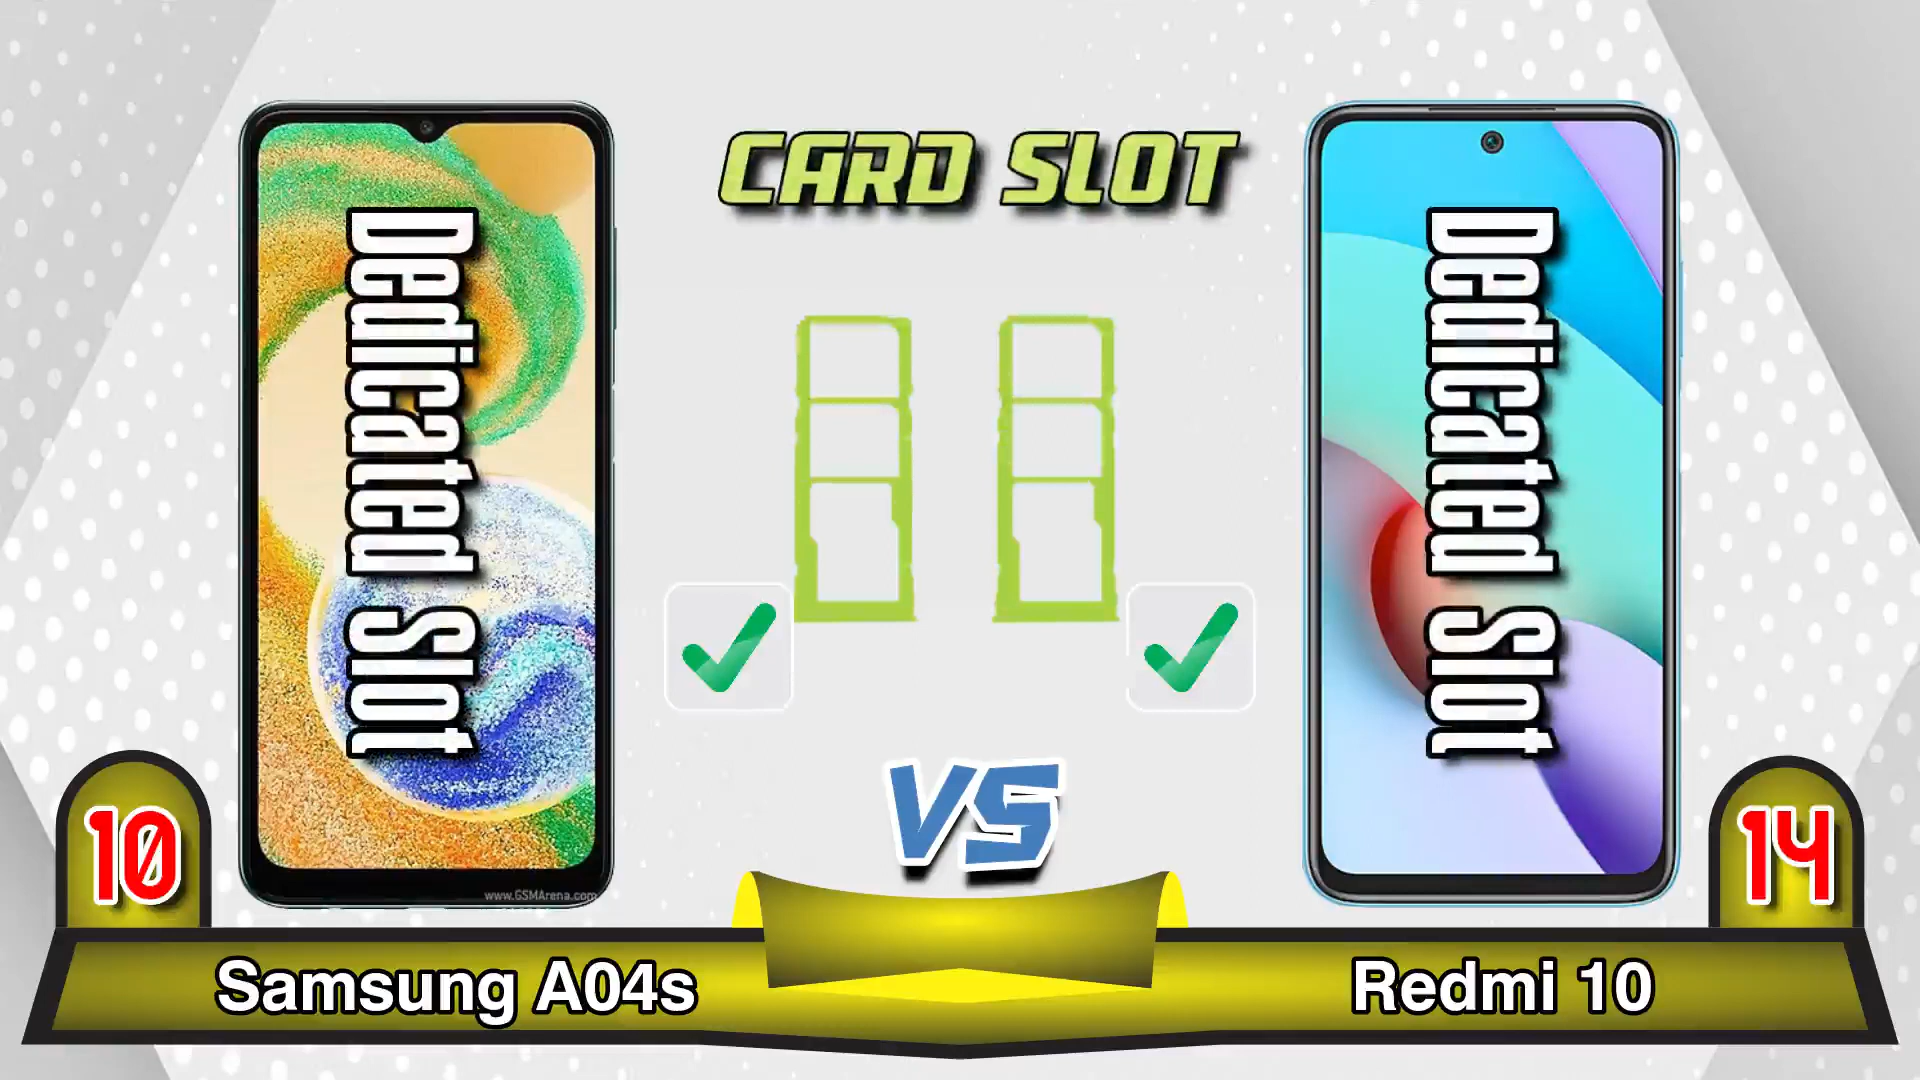 CARD SLOT
Dedicated Slot
Dedicated Slot
VS
10
14
www.GSMArena.com
Samsung A04s
Redmi 10